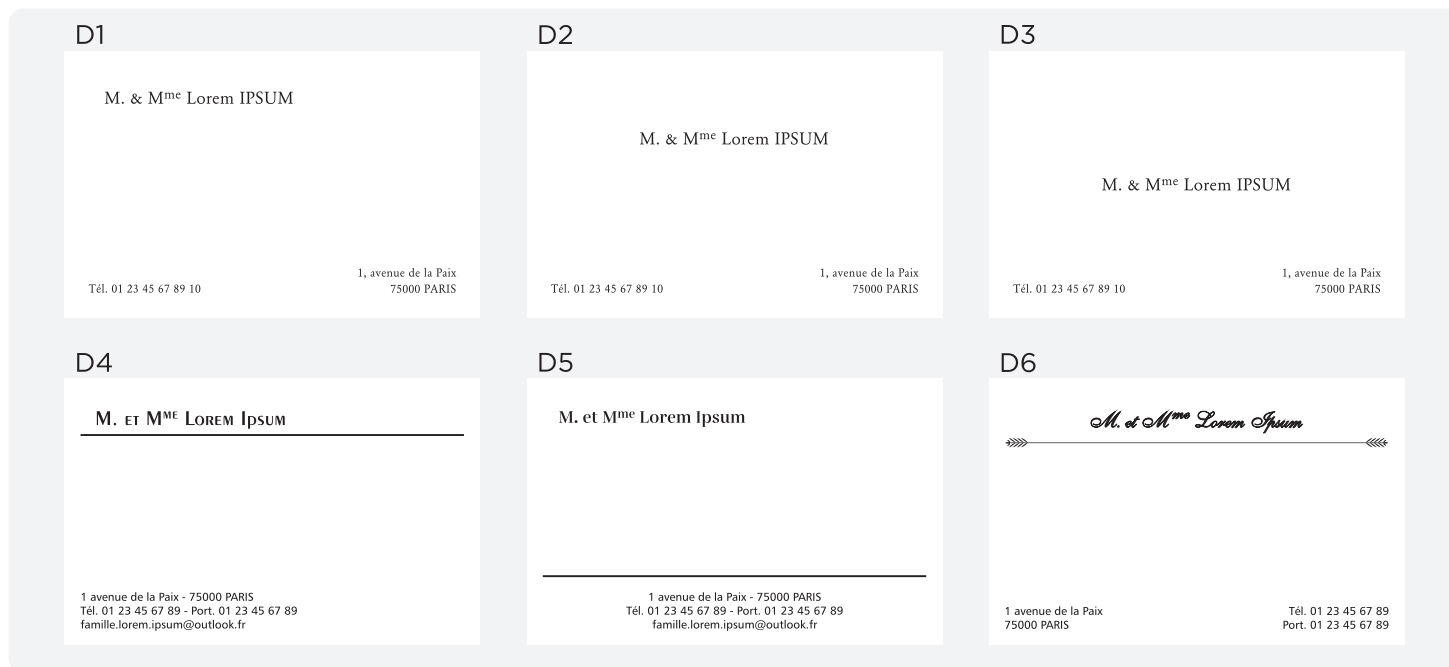 D1
M. & Mme Lorem IPSUM
1, avenue de la Paix
Tél. 01 23 45 67 89 10
75000 PARIS
D2
M. & Mme Lorem IPSUM
1, avenue de la Paix
Tél. 01 23 45 67 89 10
75000 PARIS
D3
M. & Mme Lorem IPSUM
1, avenue de la Paix
Tél. 01 23 45 67 89 10
75000 PARIS
D4
M. ET MME LOREM IPSUM
1 avenue de la Paix - 75000 PARIS
Tél. 01 23 45 67 89 - Port. 01 23 45 67 89
famille.lorem.ipsum@outlook.fr
D5
M. et Mme Lorem Ipsum
1 avenue de la Paix - 75000 PARIS
Tél. 01 23 45 67 89 - Port. 01 23 45 67 89
famille.lorem.ipsum@outlook.fr
D6
M. et Mme Lorem Ipsum
1 avenue de la Paix
75000 PARIS
Tél. 01 23 45 67 89
Port. 01 23 45 67 89